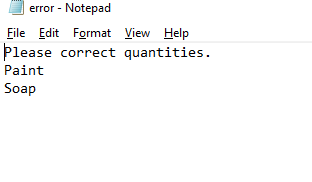 error - Notepad
File Edit Format View Help
Please correct quantities.
Paint
Soap